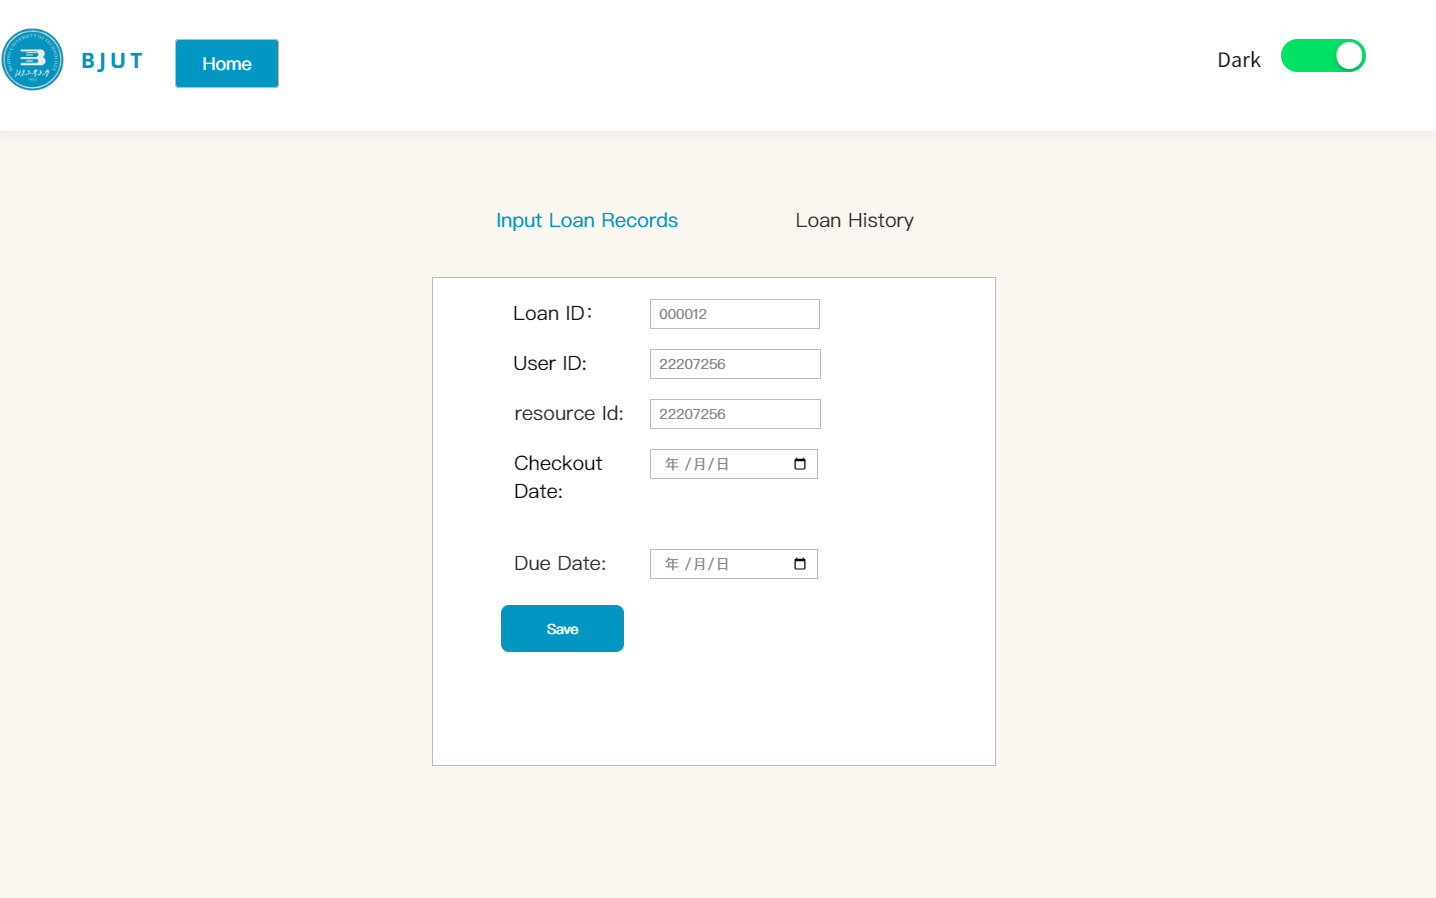 BJUT
Home
Dark
Input Loan Records
Loan History
Loan ID：
000012
User ID:
22207256
resource Id:
22207256
Checkout
Date:
年 /月/日
Due Date:
年 /月/日
Save